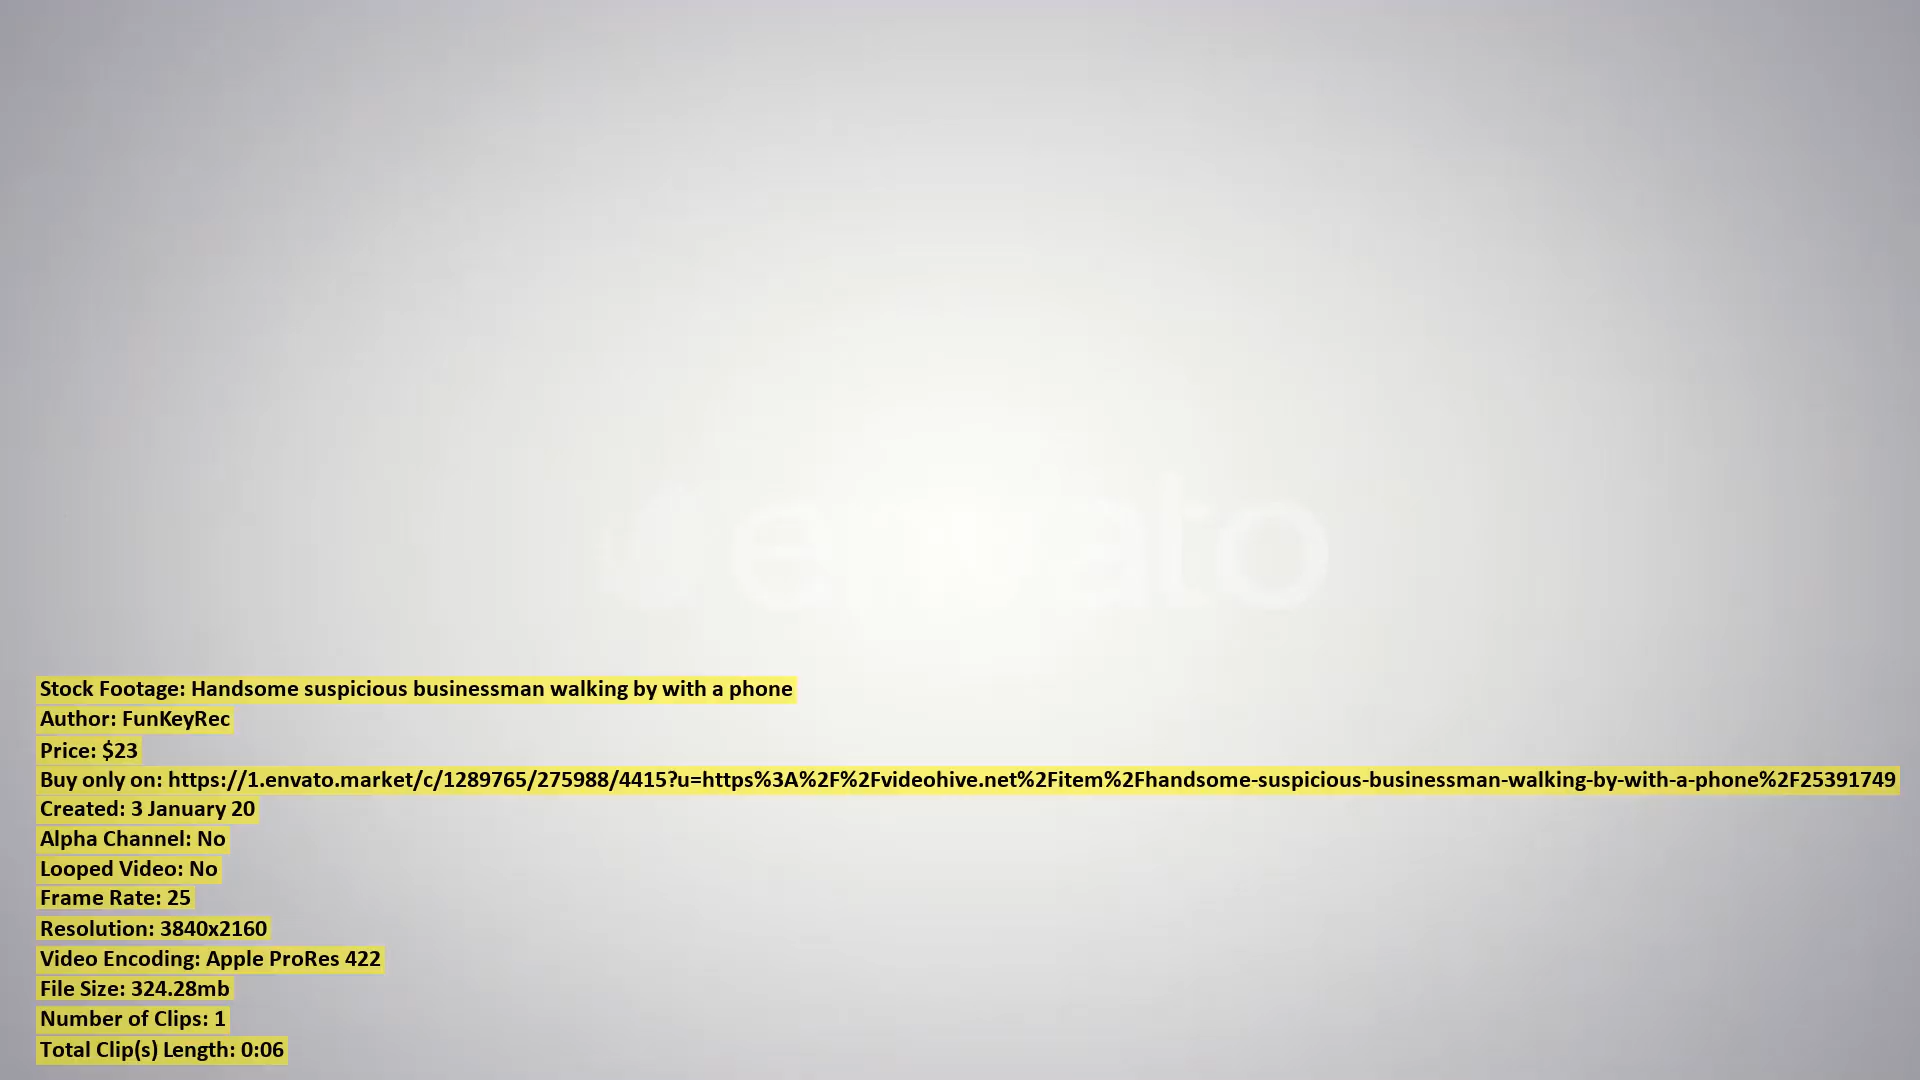 envato
Stock Footage: Handsome suspicious businessman walking by with a phone
Author: FunKeyRec
Price: $23
Buy only on: https://1.envato.market/c/1289765/275988/4415?u=https%3A%2F%2Fvideohive.net%2Fitem%2Fhandsome-suspicious-businessman-walking-by-with-a-phone%2F25391749
Created: 3 January 20
Alpha Channel: No
Looped Video: No
Frame Rate: 25
Resolution: 3840x2160
Video Encoding: Apple ProRes 422
File Size: 324.28mb
Number of Clips: 1
Total Clip(s) Length: 0:06